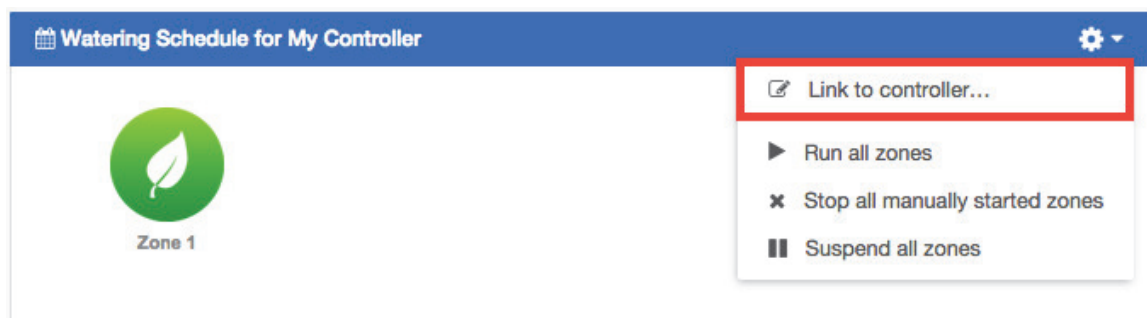 Watering Schedule for My Controller
Link to controller...
Run all zones
Stop all manually started zones
Suspend all zones
Zone 1